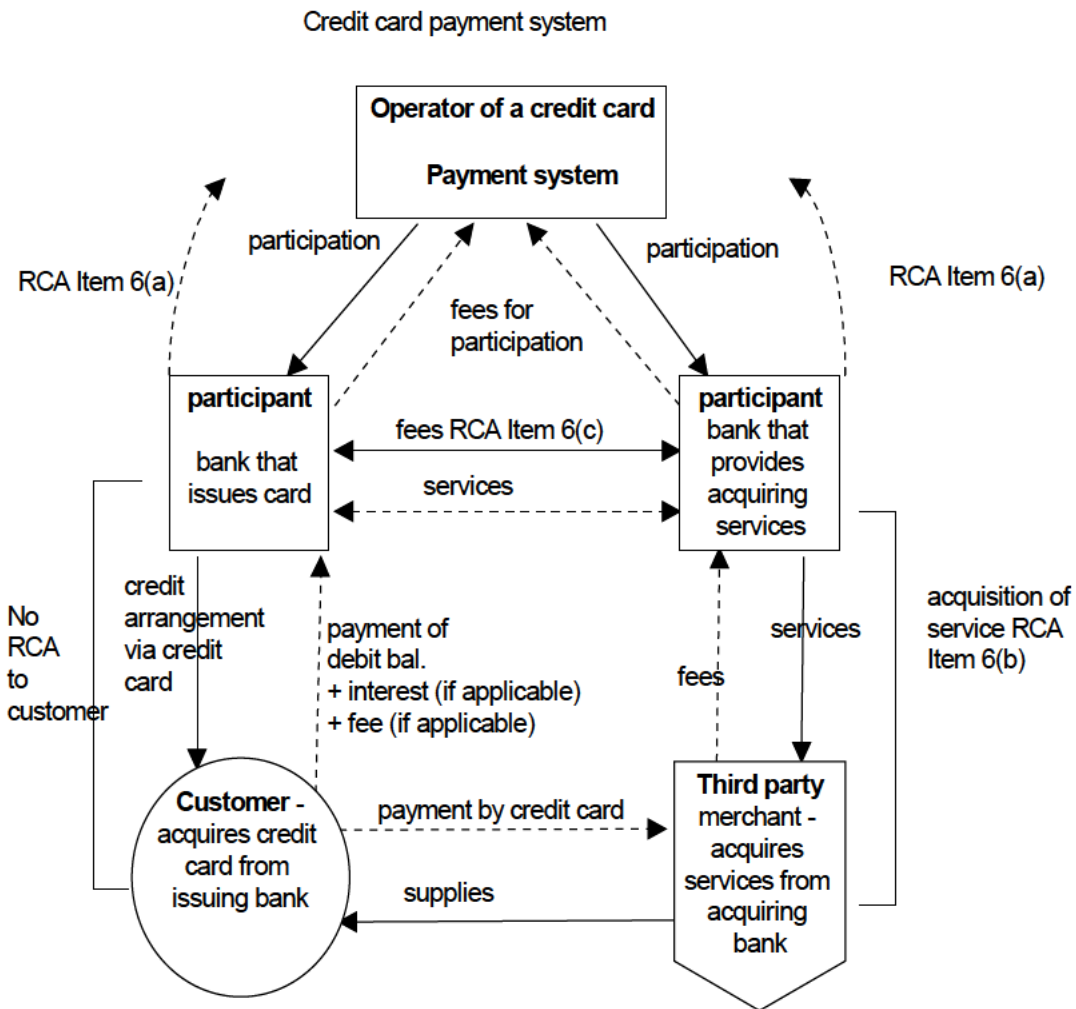 Credit card payment system
Operator of a credit card
Payment system
participation
participation
RCA Item 6(a)
RCA Item 6(a)
fees for
participation
participant
bank that
issues card
fees RCA Item 6(c)
services
participant
bank that
provides
acquiring
services
No
RCA
to
customer
credit
arrangement
via credit
card
payment of
debit bal.
+ interest (if applicable)
+ fee (if applicable)
fees
services
acquisition of
service RCA
Item 6(b)
Customer -
acquires credit
card from
issuing bank
payment by credit card
supplies
Third party
merchant -
acquires
services from
acquiring
bank